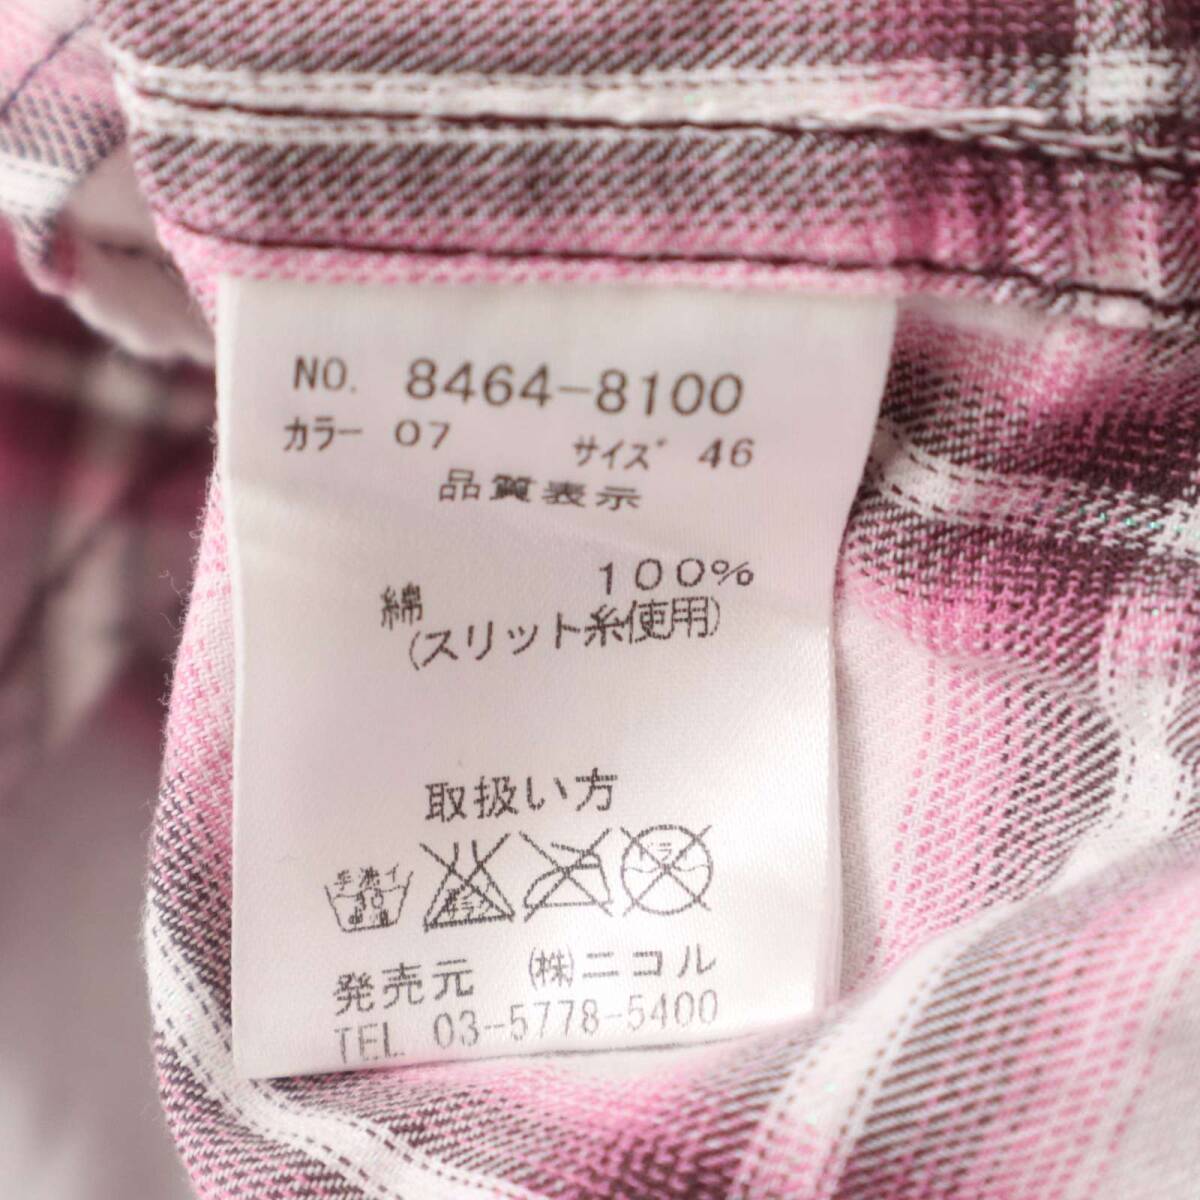 NO. 8464-8100
カラー 07 サイズ 46
品質表示
綿 100%
(スリット糸使用)
取扱い方
手洗イ 30
発売元 (株)ニコル
TEL 03-5778-5400